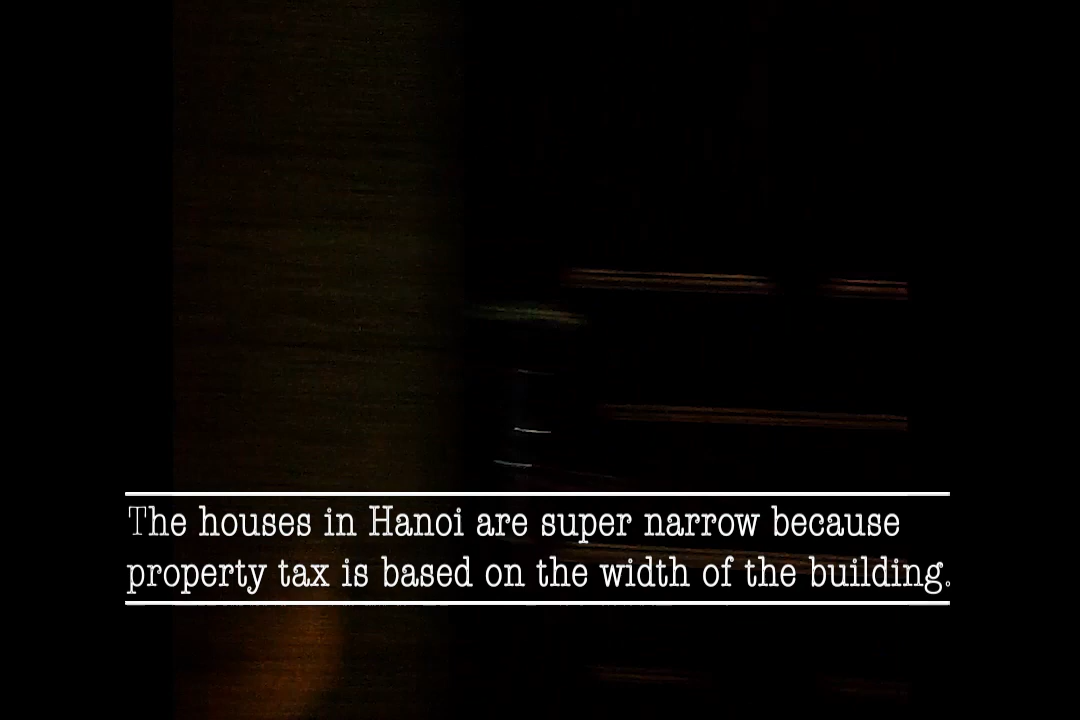 The houses in Hanoi are super narrow because
property tax is based on the width of the building.